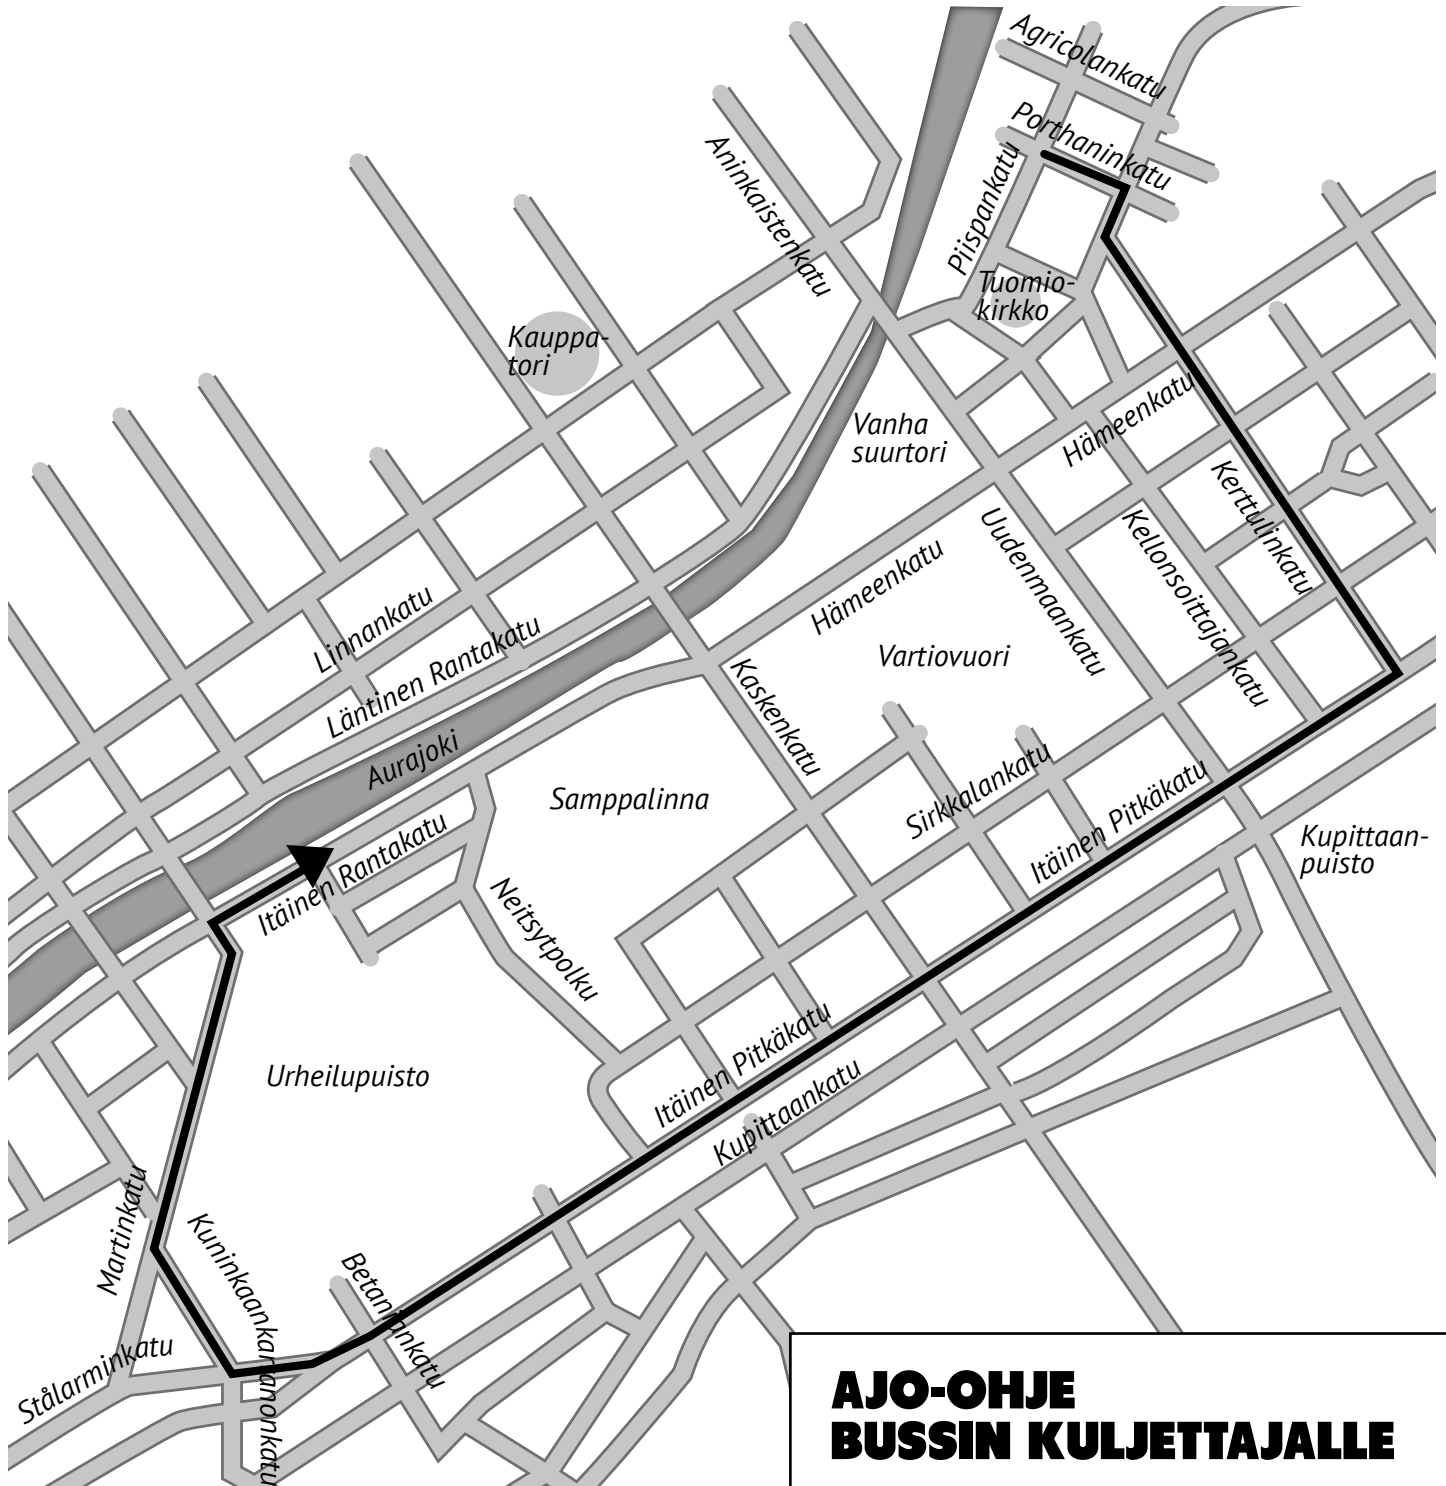 Agricolankatu
Porthaninkatu
Aninkaistenkatu
Piispankatu
Tuomio-
kirkko
Kauppa-
tori
Vanha
suurtori
Hämeenkatu
Kerttulinkatu
Uudenmaankatu
Kellonsoittajankatu
Hämeenkatu
Linnankatu
Läntinen Rantakatu
Vartiovuori
Kaskenkatu
Aurajoki
Samppalinna
Sirkkalankatu
Itäinen Pitkäkatu
Kupittaan-
puisto
Itäinen Rantakatu
Neitsytpolku
Urheilupuisto
Itäinen Pitkäkatu
Kupittaankatu
Martinkatu
Kuninkaankartanonkatu
Betaniankatu
Stålarminkatu
AJO-OHJE
BUSSIN KULJETTAJALLE